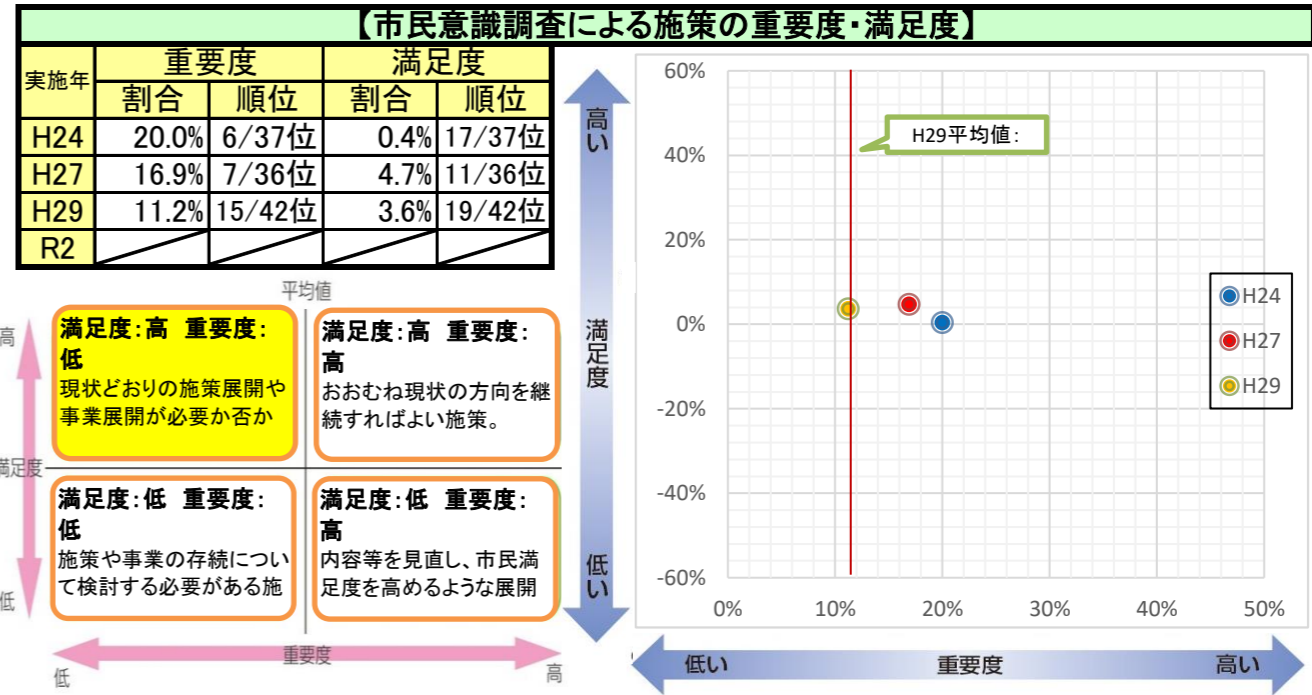 【市民意識調査による施策の重要度･満足度】
実施年 重要度 満足度
割合 順位 割合 順位
H24 20.0% 6/37位 0.4% 17/37位
H27 16.9% 7/36位 4.7% 11/36位
H29 11.2% 15/42位 3.6% 19/42位
R2
平均値
高
満足度:高 重要度:
低
現状どおりの施策展開や
事業展開が必要か否か
満足度:高 重要度:
高
おおむね現状の方向を継
続すればよい施策。
満足度
満足度:低 重要度:
低
施策や事業の存続につい
て検討する必要がある施
満足度:低 重要度:
高
内容等を見直し、市民満
足度を高めるような展開
低
重要度
低
高
高い
満足度
低い
60%
40%
20%
0%
-20%
-40%
-60%
H29平均値:
H24
H27
H29
0% 10% 20% 30% 40% 50%
低い 重要度 高い